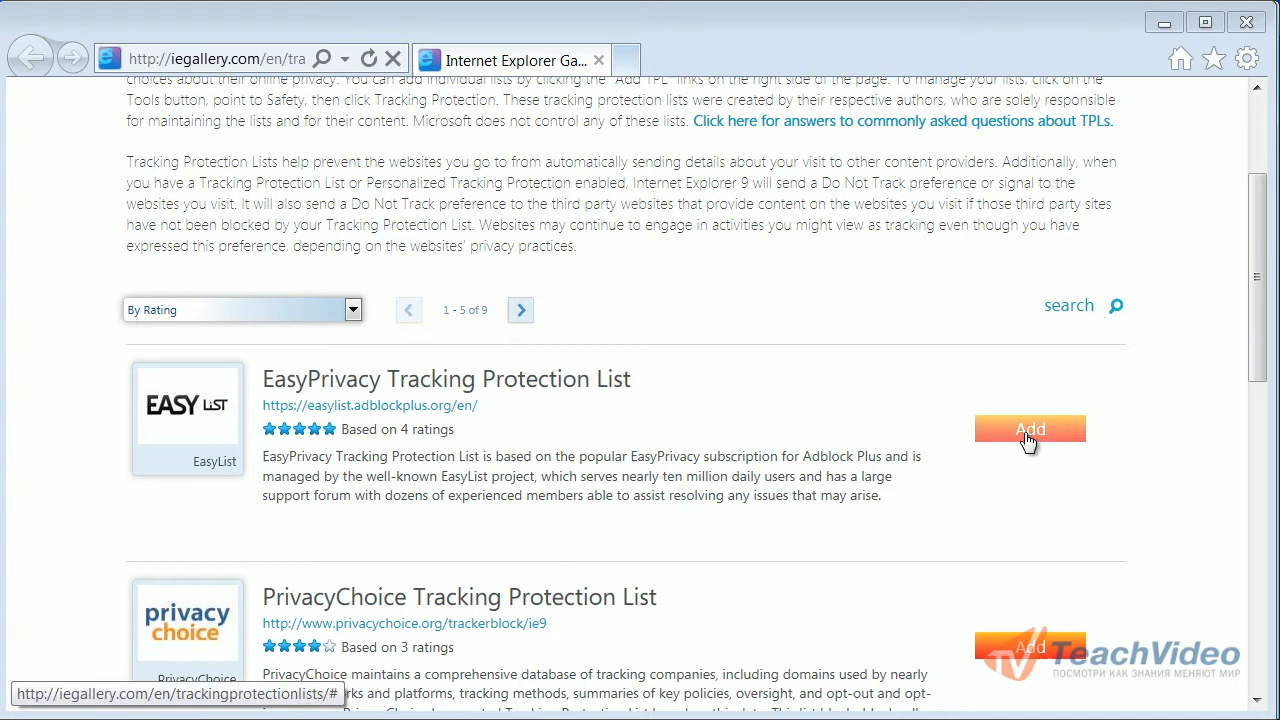 http://iegallery.com/en/tra
Internet Explorer Ga...
choices about their online privacy. You can add individual lists by clicking the "Add TPL" links on the right side of the page. To manage your lists, click on the
Tools button, point to Safety, then click Tracking Protection. These tracking protection lists were created by their respective authors, who are solely responsible
for maintaining the lists and for their content. Microsoft does not control any of these lists. Click here for answers to commonly asked questions about TPLs.
Tracking Protection Lists help prevent the websites you go to from automatically sending details about your visit to other content providers. Additionally, when
you have a Tracking Protection List or Personalized Tracking Protection enabled, Internet Explorer 9 will send a Do Not Track preference or signal to the
websites you visit. It will also send a Do Not Track preference to the third party websites that provide content on the websites you visit if those third party sites
have not been blocked by your Tracking Protection List. Websites may continue to engage in activities you might view as tracking even though you have
expressed this preference, depending on the websites' privacy practices.
By Rating
1 - 5 of 9
search
EASY LiST
EasyList
EasyPrivacy Tracking Protection List
https://easylist.adblockplus.org/en/
Based on 4 ratings
EasyPrivacy Tracking Protection List is based on the popular EasyPrivacy subscription for Adblock Plus and is
managed by the well-known EasyList project, which serves nearly ten million daily users and has a large
support forum with dozens of experienced members able to assist resolving any issues that may arise.
Add
privacy
choice
PrivacyChoice
PrivacyChoice Tracking Protection List
http://www.privacychoice.org/trackerblock/ie9
Based on 3 ratings
PrivacyChoice maintains a comprehensive database of tracking companies, including domains used by nearly
rks and platforms, tracking methods, summaries of key policies, oversight, and opt-out and opt-
Add
TV TeachVideo
ПОСМОТРИ КАК ЗНАНИЯ МЕНЯЮТ МИР
http://iegallery.com/en/trackingprotectionlists/#